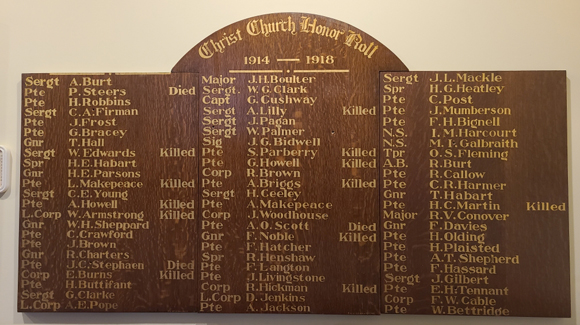 Christ Church Honor Roll
1914 — 1918
Sergt A.Burt
Pte P.Steers Died
Pte H.Robbins
Sergt C.A.Firman
Pte J.Frost
Pte G.Bracey
Gnr T.Hall
Sergt W.Edwards Killed
Spr H.E.Habart
Gnr H.E.Parsons
Pte L.Makepeace Killed
Sergt C.E.Young
Pte A.Howell Killed
L.Corp W.Armstrong Killed
Gnr W.H.Sheppard
Pte C.Crawford
Pte J.Brown
Gnr R.Charters
Pte J.C.Stephaen Died
Corp E.Burns Killed
Pte H.Buttifant
Sergt G.Clarke
L.Corp A.E.Pope
Major J.H.Boulter
Sergt. W.G.Clark
Capt G.Cushway
Sergt A.Lilly Killed
Sergt J.Pagan
Sergt W.Palmer
Sig J.G.Bidwell
Pte S.Parberry Killed
Pte G.Howell Killed
Corp R.Brown
Pte A.Briggs Killed
Sergt H.Celey
Pte A.Makepeace
Corp J.Woodhouse
Pte A.O.Scott Died
Gnr F.Noble Killed
Pte F.Hatcher
Spr R.Henshaw
Pte F.Langton
Pte J.Livingstone
Corp R.Hickman Killed
L.Corp D.Jenkins
Pte A.Jackson
Sergt J.L.Mackle
Spr H.G.Heatley
Pte C.Post
Pte J.Mumberson
Pte F.H.Bignell
N.S. I.M.Harcourt
N.S. M.F.Galbraith
Tpr O.S.Fleming
A.B. R.Burt
Pte R.Callow
Pte C.R.Harmer
Gnr T.Habart
Pte H.C.Martin Killed
Major R.V.Conover
Gnr F.Davies
Pte H.Olding
Pte H.Plaisted
Pte A.T.Shepherd
Pte F.Hassard
Sergt J.Gilbert
Pte E.H.Tennant
Corp F.W.Cable
Pte W.Bettridge